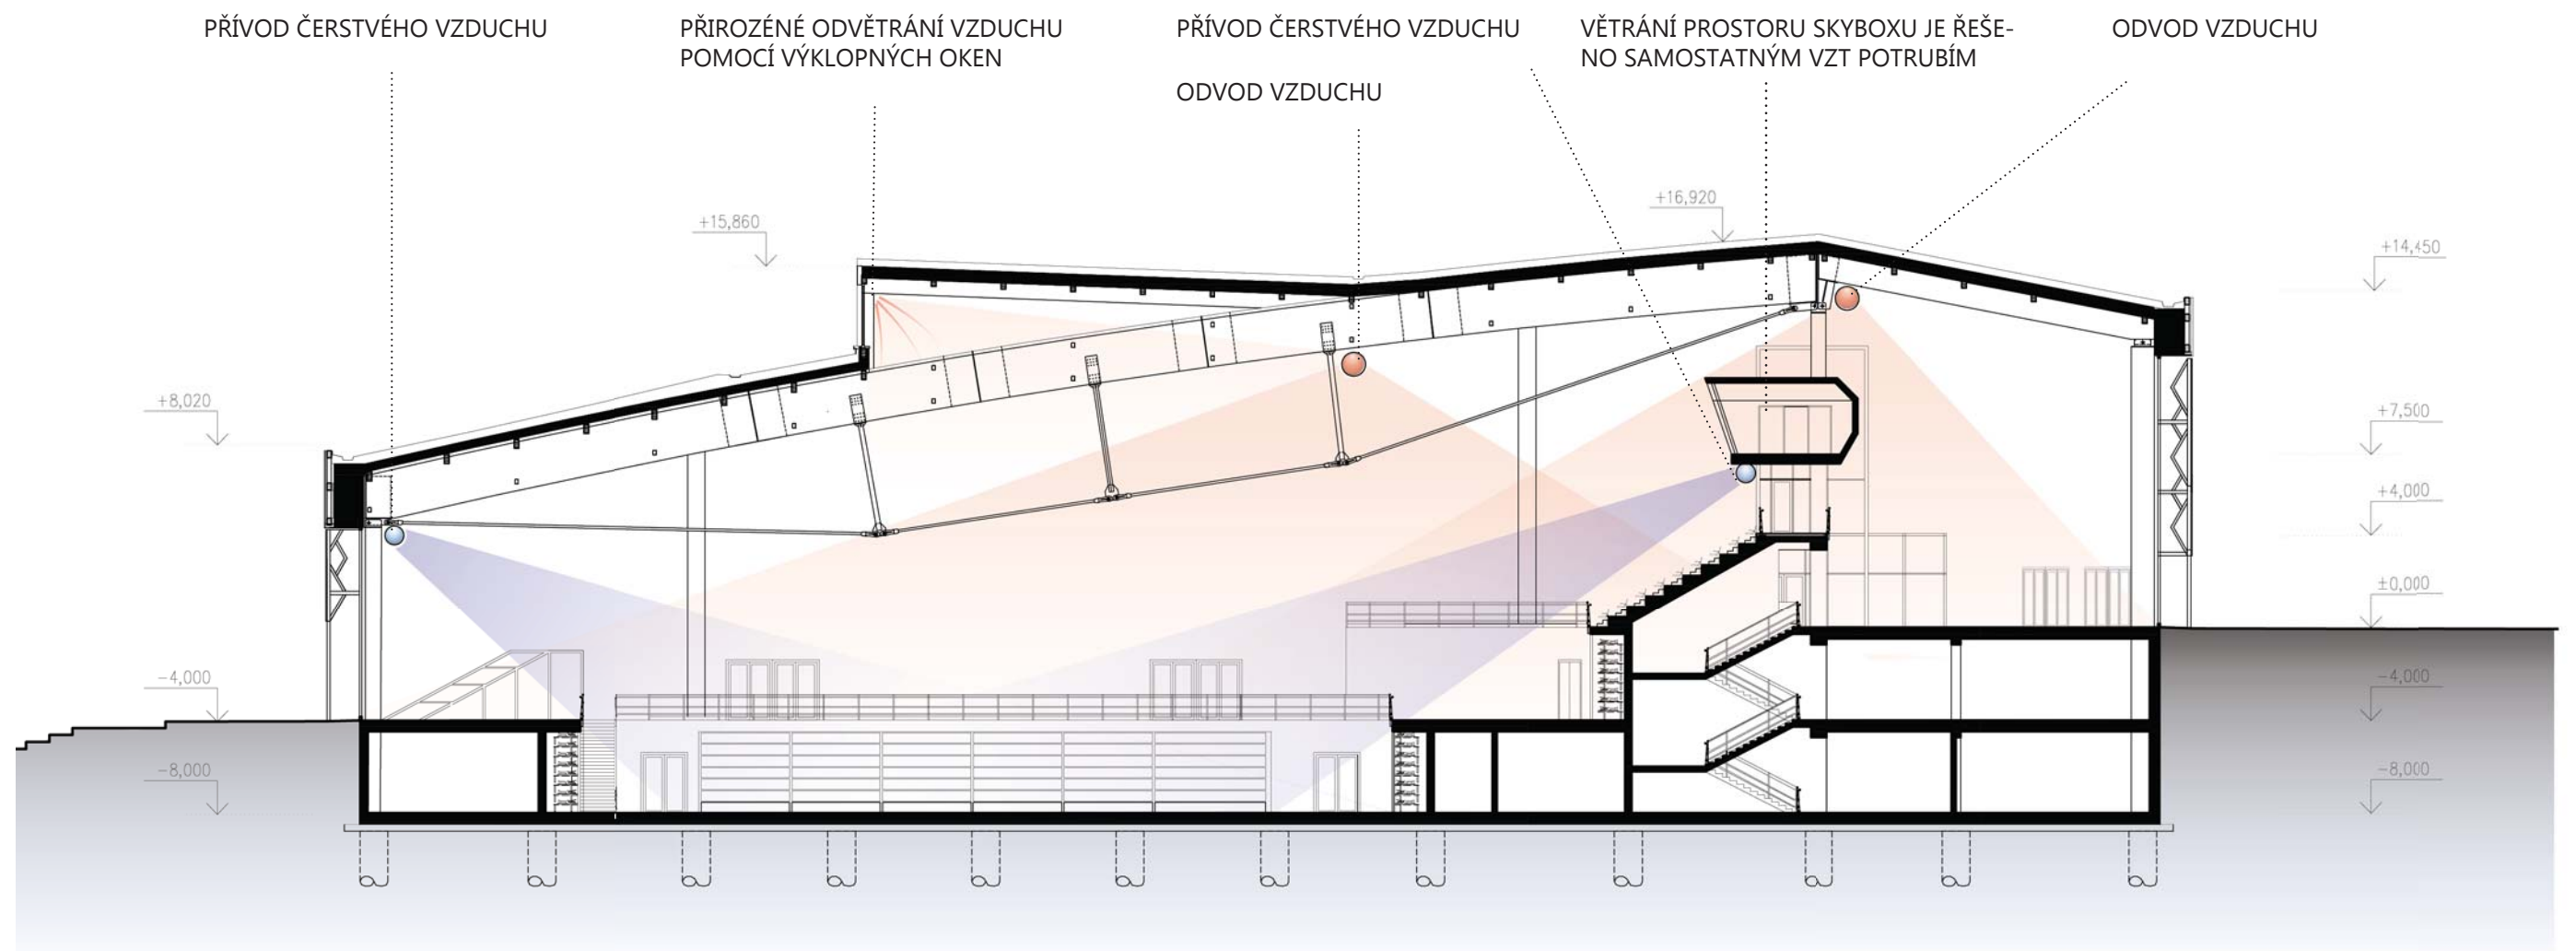 PŘÍVOD ČERSTVÉHO VZDUCHU
PŘIROZÉNÉ ODVĚTRÁNÍ VZDUCHU
POMOCÍ VÝKLOPNÝCH OKEN
PŘÍVOD ČERSTVÉHO VZDUCHU
ODVOD VZDUCHU
VĚTRÁNÍ PROSTORU SKYBOXU JE ŘEŠE-
NO SAMOSTATNÝM VZT POTRUBÍM
ODVOD VZDUCHU
+16,920
+15,860
+14,450
+8,020
+7,500
+4,000
±0,000
−4,000
−4,000
−8,000
−8,000